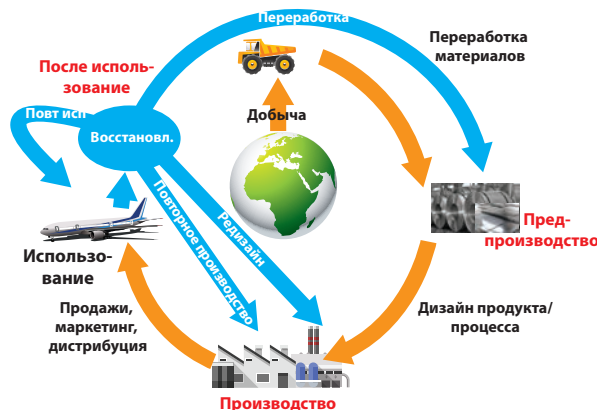 Переработка
Переработка
материалов
После исполь-
зование
Повт исп
Восстановл.
Добыча
Повторное производство
Редизайн
Пред-
производство
Использо-
вание
Продажи,
маркетинг,
дистрибуция
Дизайн продукта/
процесса
Производство